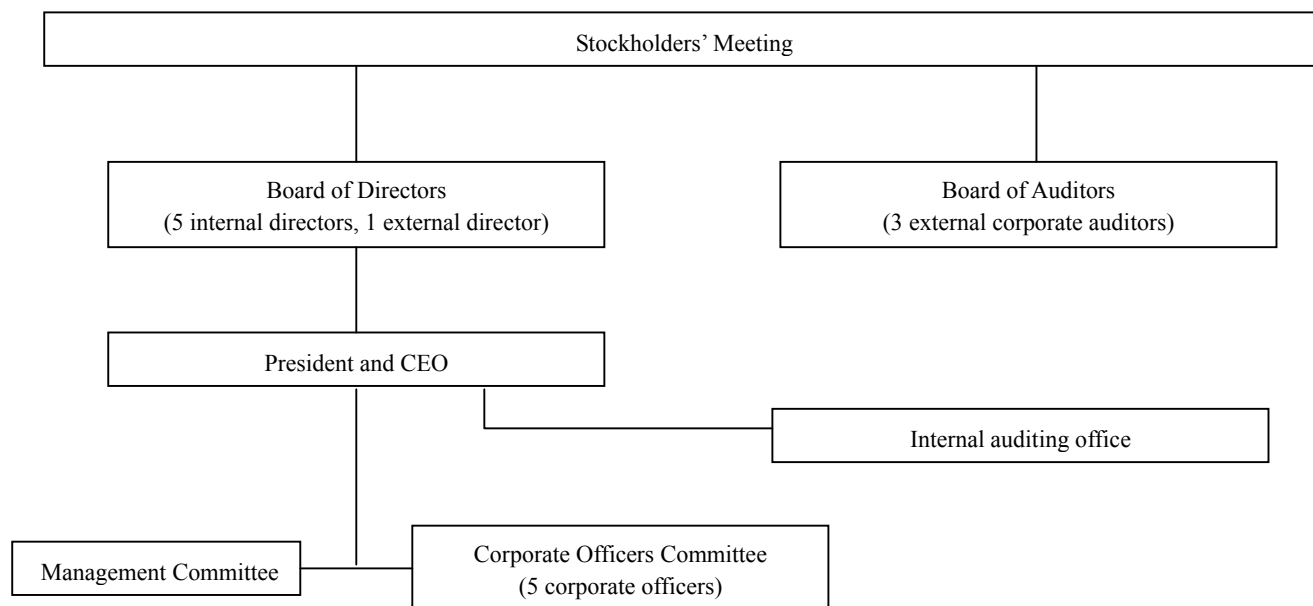 Stockholders’ Meeting
Board of Directors
(5 internal directors, 1 external director)
Board of Auditors
(3 external corporate auditors)
President and CEO
Internal auditing office
Management Committee
Corporate Officers Committee
(5 corporate officers)